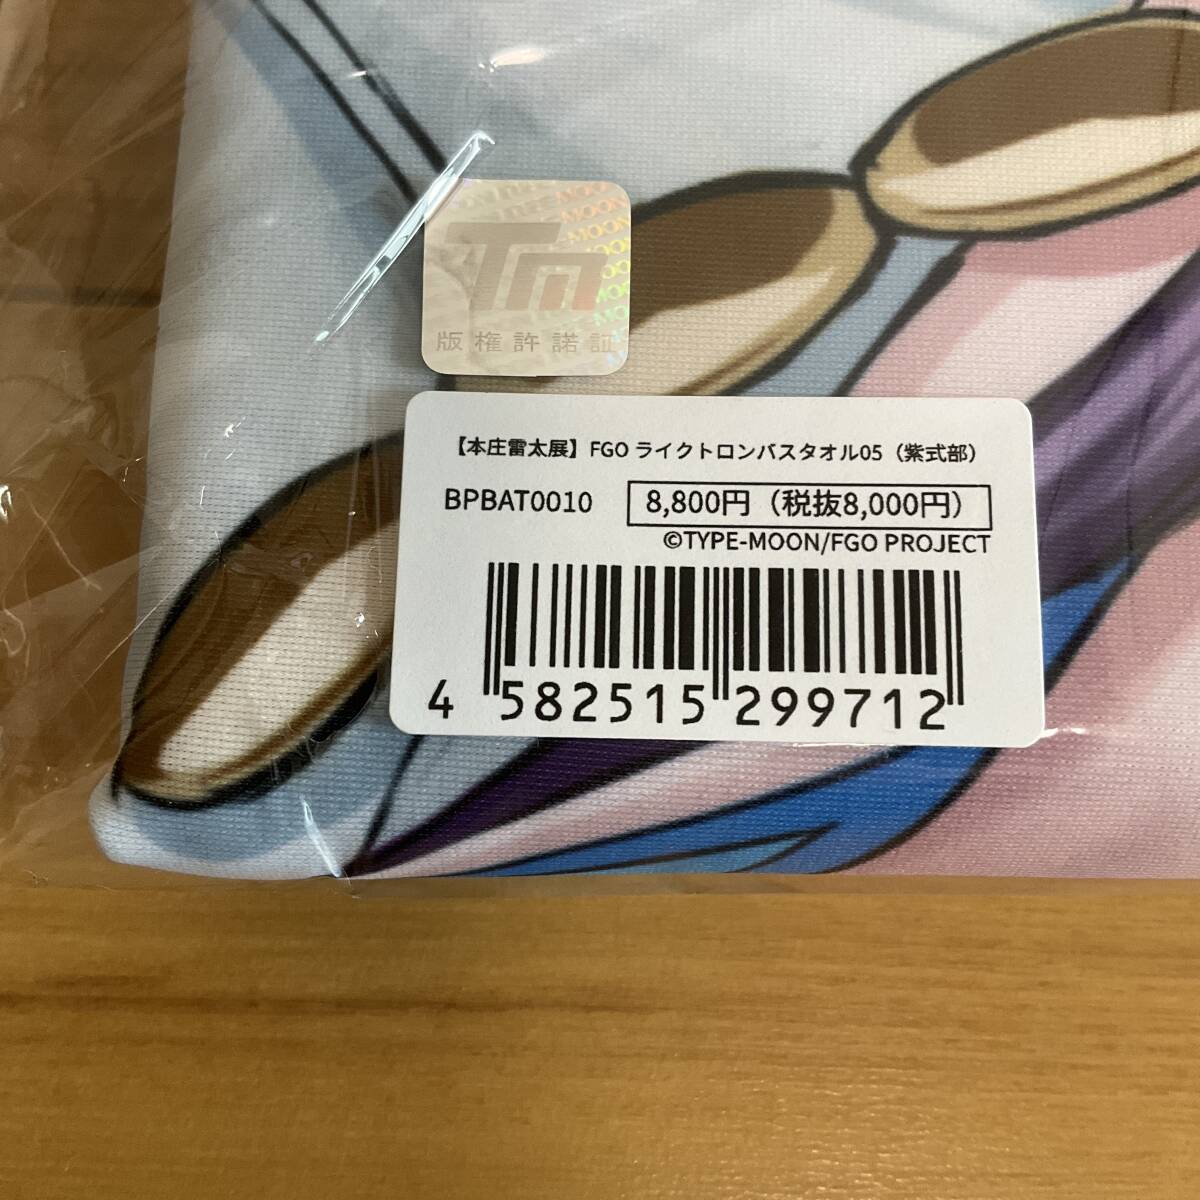 TM
版権許諾証
【本庄雷太展】FGO ライクトロンバスタオル05（紫式部）
BPBAT0010 8,800円（税抜8,000円）
©TYPE-MOON/FGO PROJECT
4 582515 299712